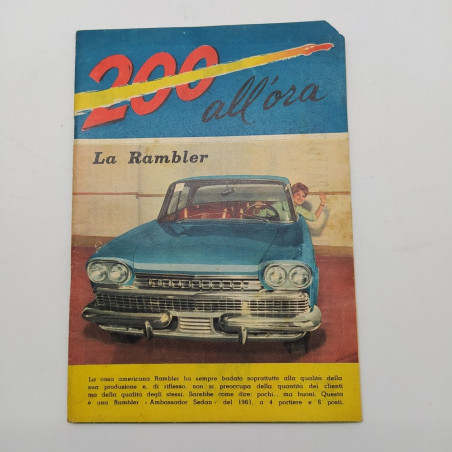 200
all'ora
La Rambler
La casa americana Rambler ha sempre badato soprattutto alla qualità della
sua produzione e, di riflesso, non si preoccupa della quantità dei clienti
ma della qualità degli stessi. Sarebbe come dire: pochi... ma buoni. Questa
è una Rambler «Ambassador Sedan» del 1961, a 4 portiere e 6 posti.